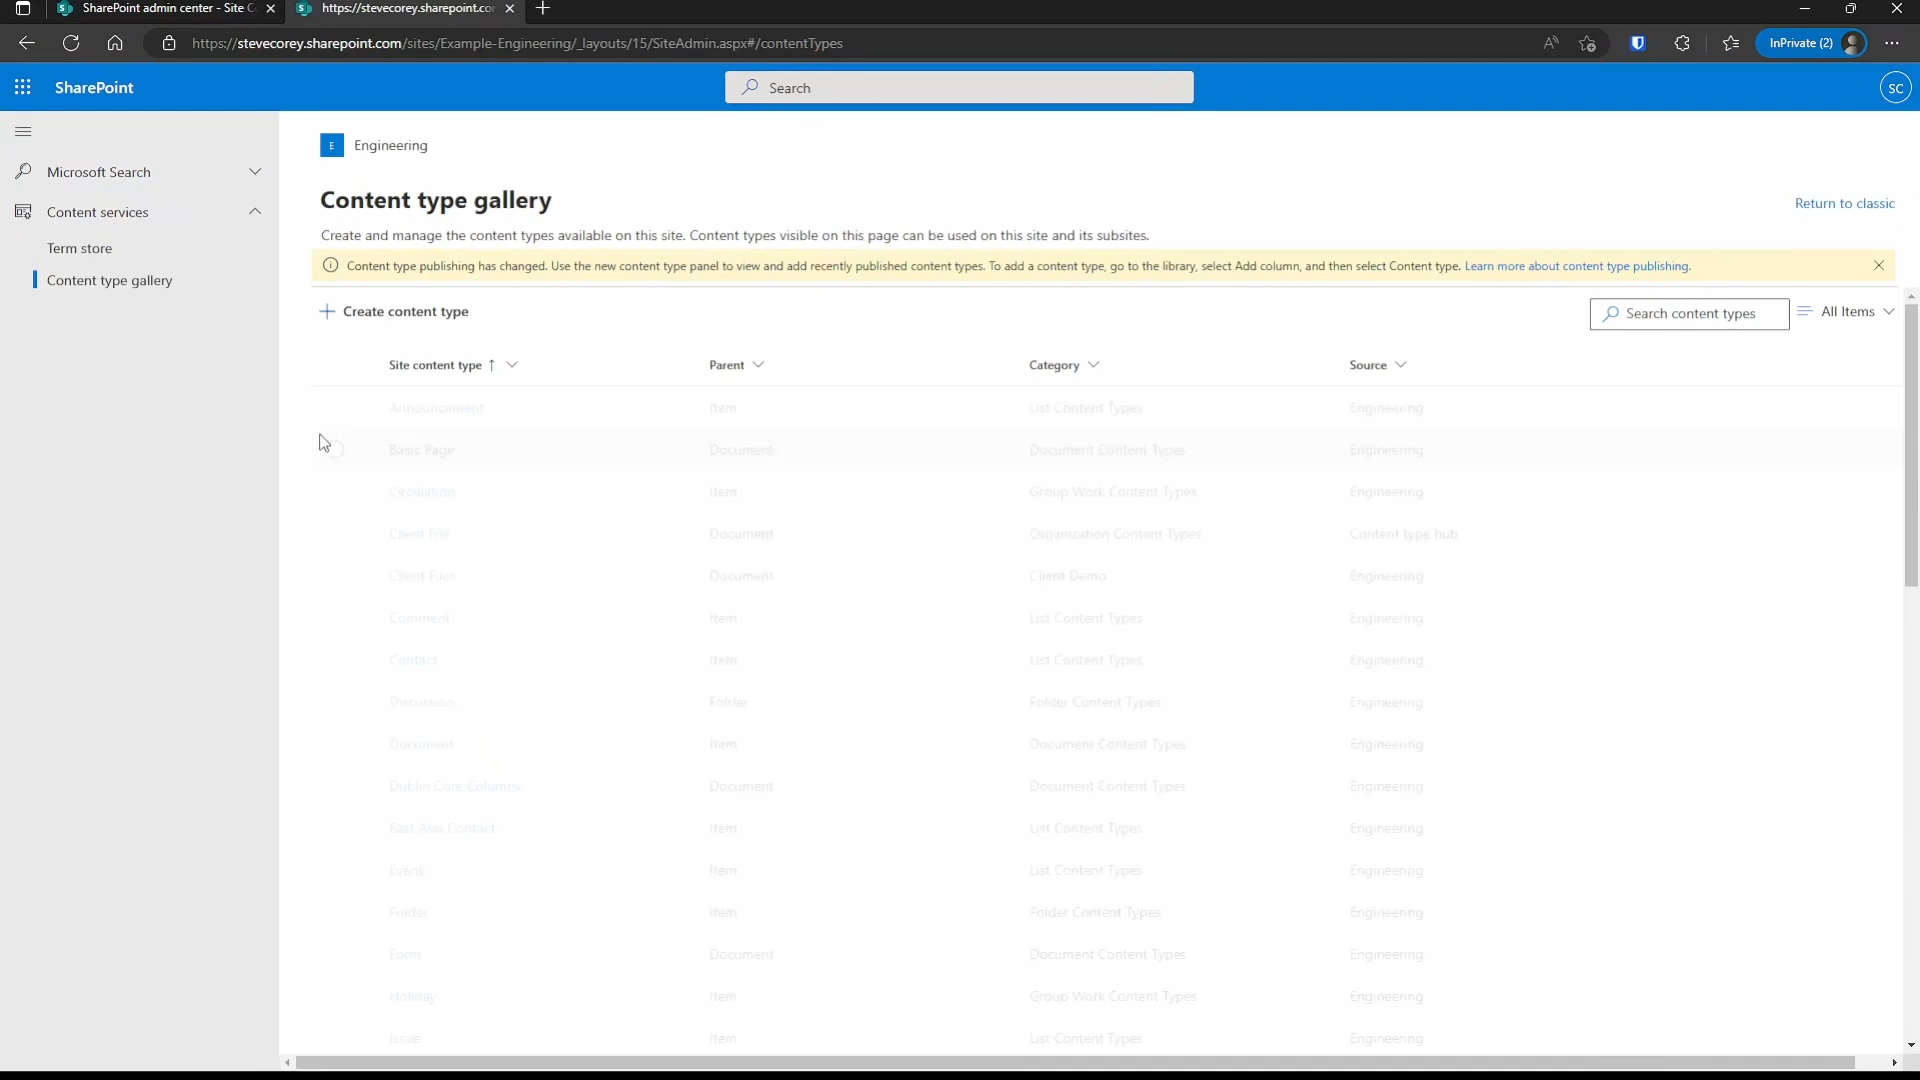 SharePoint admin center - Site C
https://stevecorey.sharepoint.com
https://stevecorey.sharepoint.com/sites/Example-Engineering/_layouts/15/SiteAdmin.aspx#/contentTypes
InPrivate (2)
SharePoint
Search
SC
Microsoft Search
Content services
Term store
Content type gallery
E Engineering
Content type gallery
Return to classic
Create and manage the content types available on this site. Content types visible on this page can be used on this site and its subsites.
Content type publishing has changed. Use the new content type panel to view and add recently published content types. To add a content type, go to the library, select Add column, and then select Content type. Learn more about content type publishing.
Create content type
Search content types
All Items
Site content type Parent Category Source
Announcement Item List Content Types Engineering
Basic Page Document Document Content Types Engineering
Circulation Item Group Work Content Types Engineering
Client File Document Organization Content Types Content type hub
Client Files Document Client Demo Engineering
Comment Item List Content Types Engineering
Contact Item List Content Types Engineering
Discussion Folder Folder Content Types Engineering
Document Item Document Content Types Engineering
Dublin Core Columns Document Document Content Types Engineering
East Asia Contact Item List Content Types Engineering
Event Item List Content Types Engineering
Folder Item Folder Content Types Engineering
Form Document Document Content Types Engineering
Holiday Item Group Work Content Types Engineering
Issue Item List Content Types Engineering